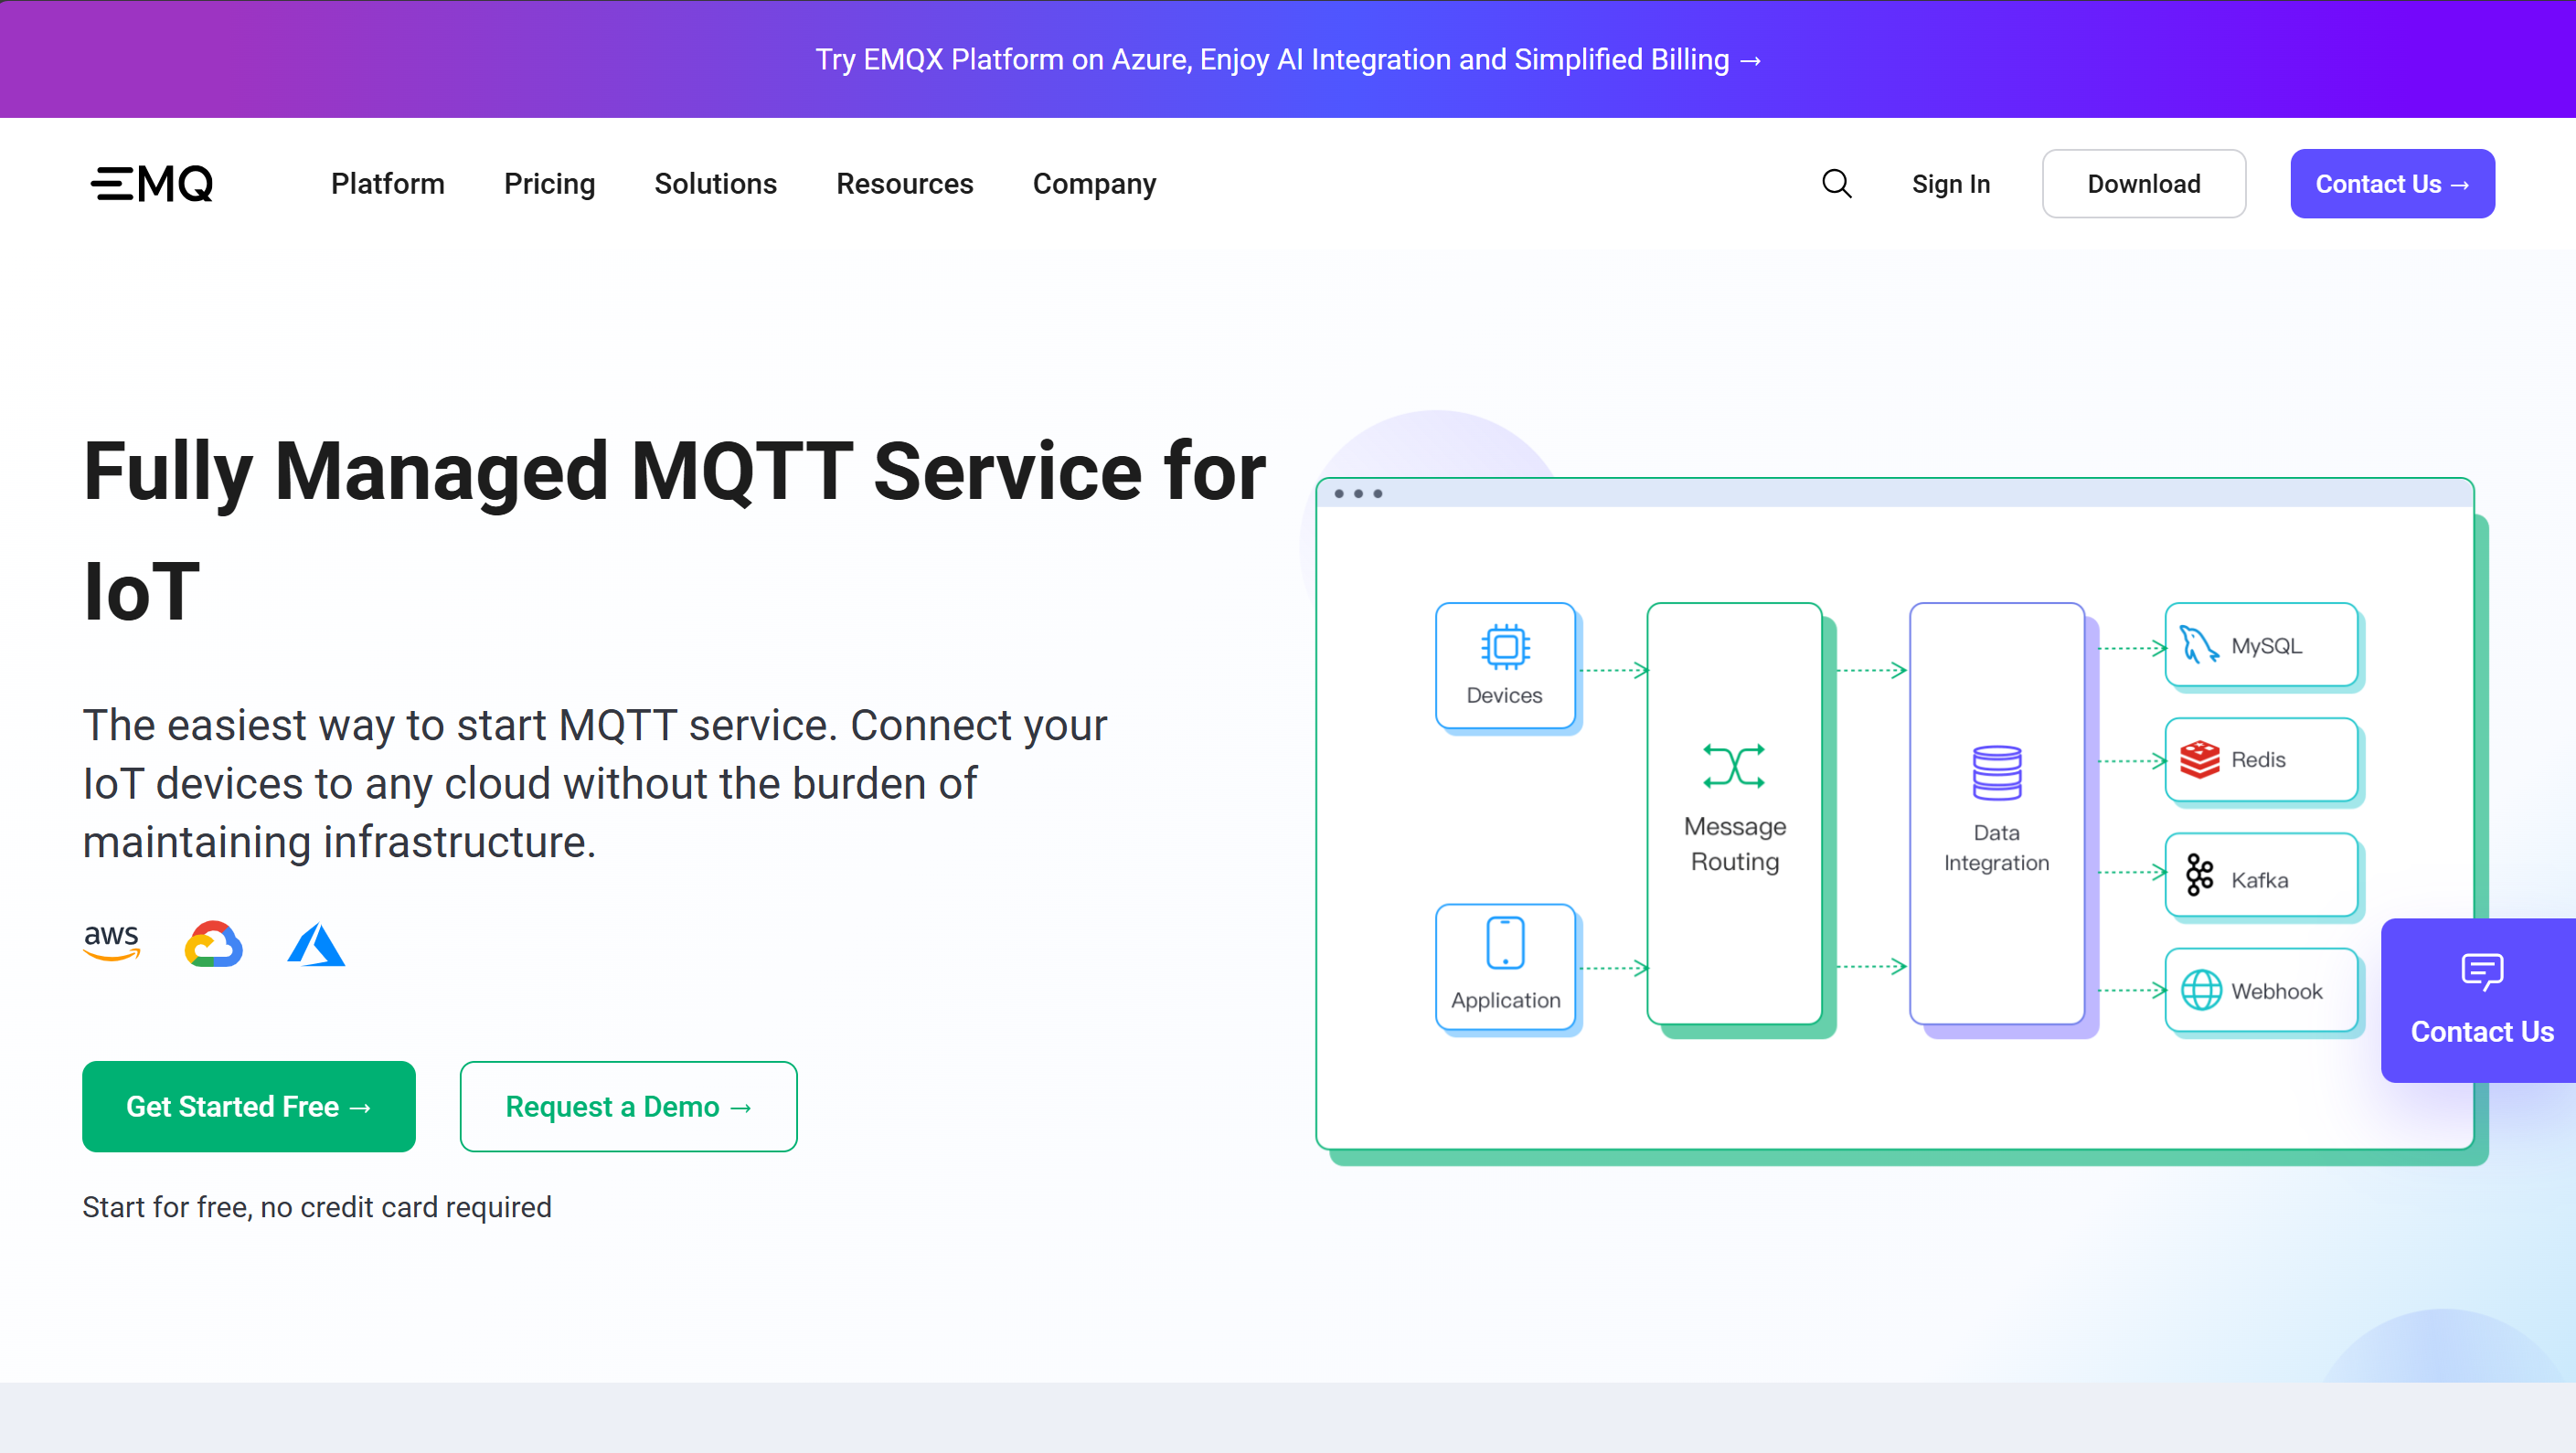 Try EMQX Platform on Azure, Enjoy AI Integration and Simplified Billing →
EMQ
Platform
Pricing
Solutions
Resources
Company
Sign In
Download
Contact Us →
Fully Managed MQTT Service for
IoT
The easiest way to start MQTT service. Connect your
IoT devices to any cloud without the burden of
maintaining infrastructure.
aws
Get Started Free →
Request a Demo →
Start for free, no credit card required
Devices
Application
Message
Routing
Data
Integration
MySQL
Redis
Kafka
Webhook
Contact Us